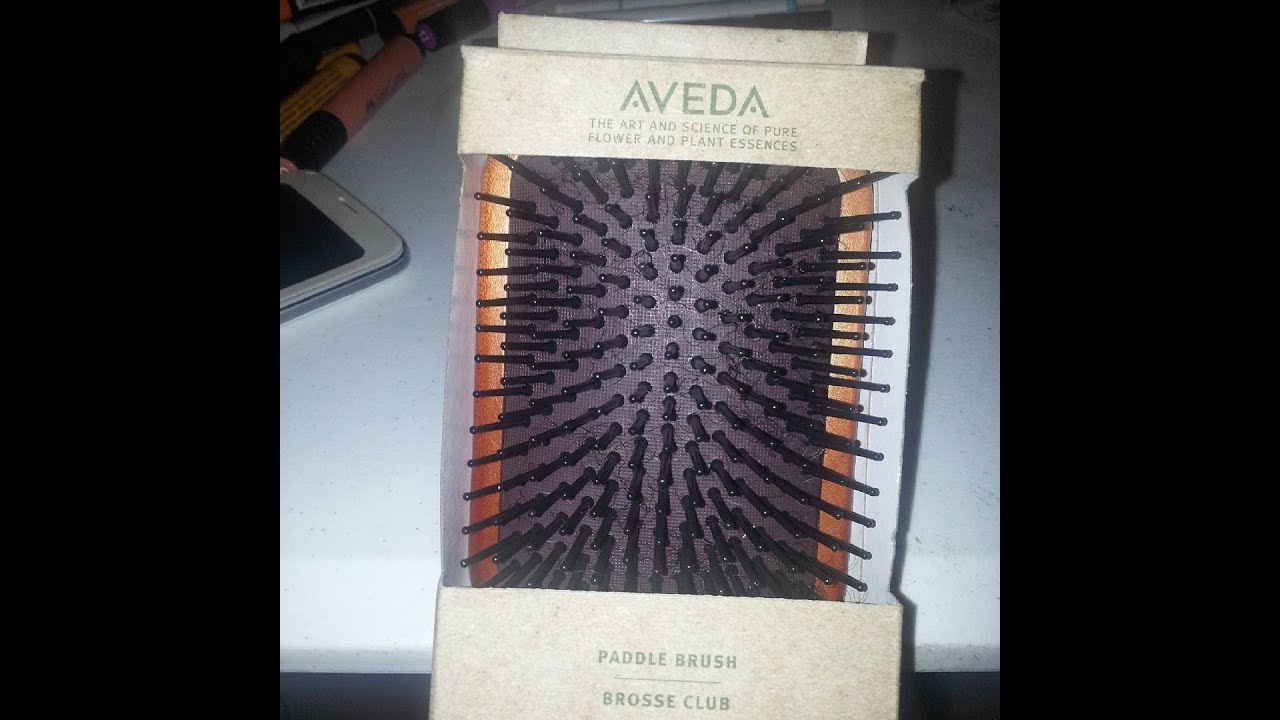 AVEDA
THE ART AND SCIENCE OF PURE
FLOWER AND PLANT ESSENCES
PADDLE BRUSH
BROSSE CLUB